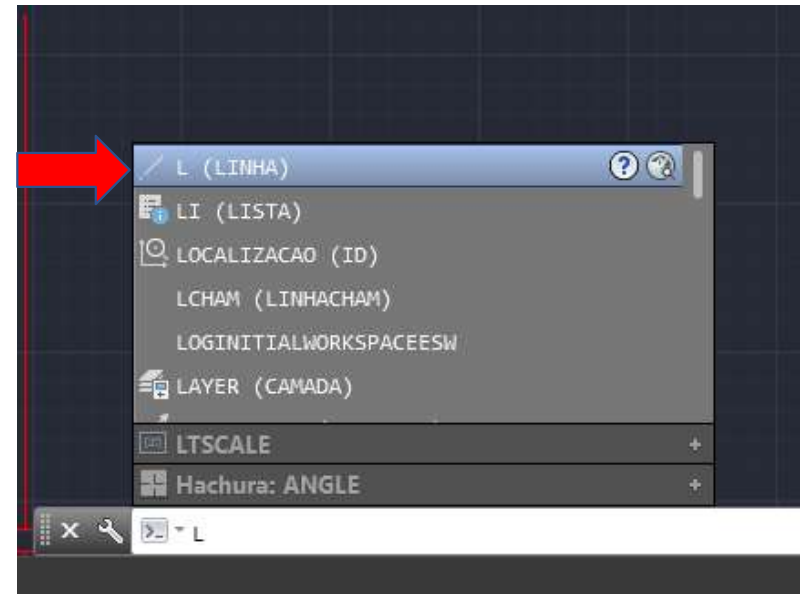 L (LINHA)
LI (LISTA)
LOCALIZACAO (ID)
LCHAM (LINHACHAM)
LOGINITIALWORKSPACEESW
LAYER (CAMADA)
LTSCALE
Hachura: ANGLE
L